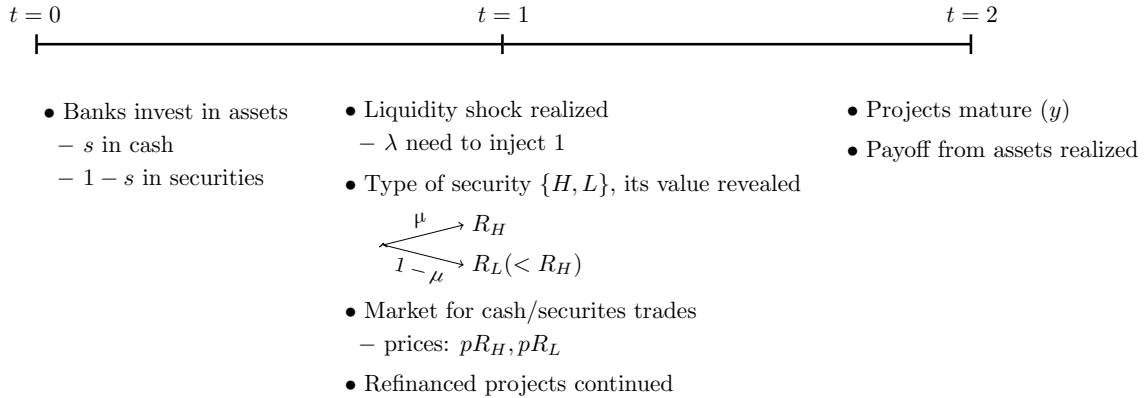 t = 0
t = 1
t = 2
• Banks invest in assets
– s in cash
– 1 − s in securities
• Liquidity shock realized
– λ need to inject 1
• Type of security {H, L}, its value revealed
μ
R_H
1 − μ
R_L(< R_H)
• Market for cash/securites trades
– prices: pR_H, pR_L
• Refinanced projects continued
• Projects mature (y)
• Payoff from assets realized